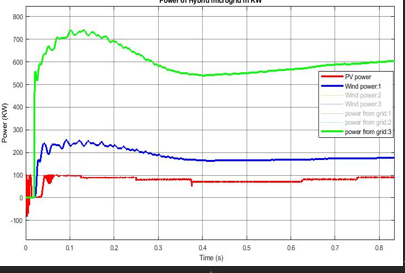 Power of Hybrid microgrid in KW
800
700
600
500
400
300
200
100
0
-100
0
0.1
0.2
0.3
0.4
0.5
0.6
0.7
0.8
Power (KW)
Time (s)
PV power
Wind power:1
Wind power:2
Wind power:3
power from grid:1
power from grid:2
power from grid:3